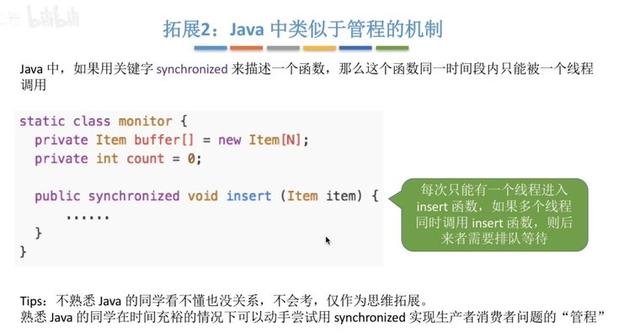 bilibili
拓展2：Java 中类似于管程的机制
Java 中，如果用关键字 synchronized 来描述一个函数，那么这个函数同一时间段内只能被一个线程
调用
static class monitor {
private Item buffer[] = new Item[N];
private int count = 0;
public synchronized void insert (Item item) {
......
}
}
每次只能有一个线程进入
insert 函数，如果多个线程
同时调用 insert 函数，则后
来者需要排队等待
Tips：不熟悉 Java 的同学看不懂也没关系，不会考，仅作为思维拓展。
熟悉 Java 的同学在时间充裕的情况下可以动手尝试用 synchronized 实现生产者消费者问题的“管程”